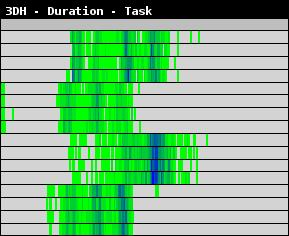 3DH - Duration - Task